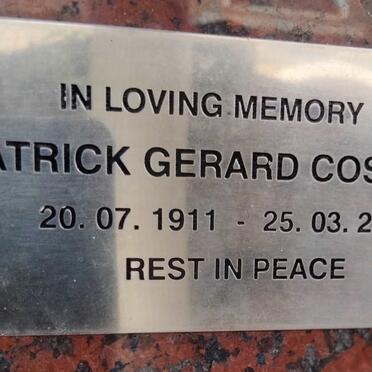 IN LOVING MEMORY
ATRICK GERARD COS
20. 07. 1911 - 25. 03. 2
REST IN PEACE